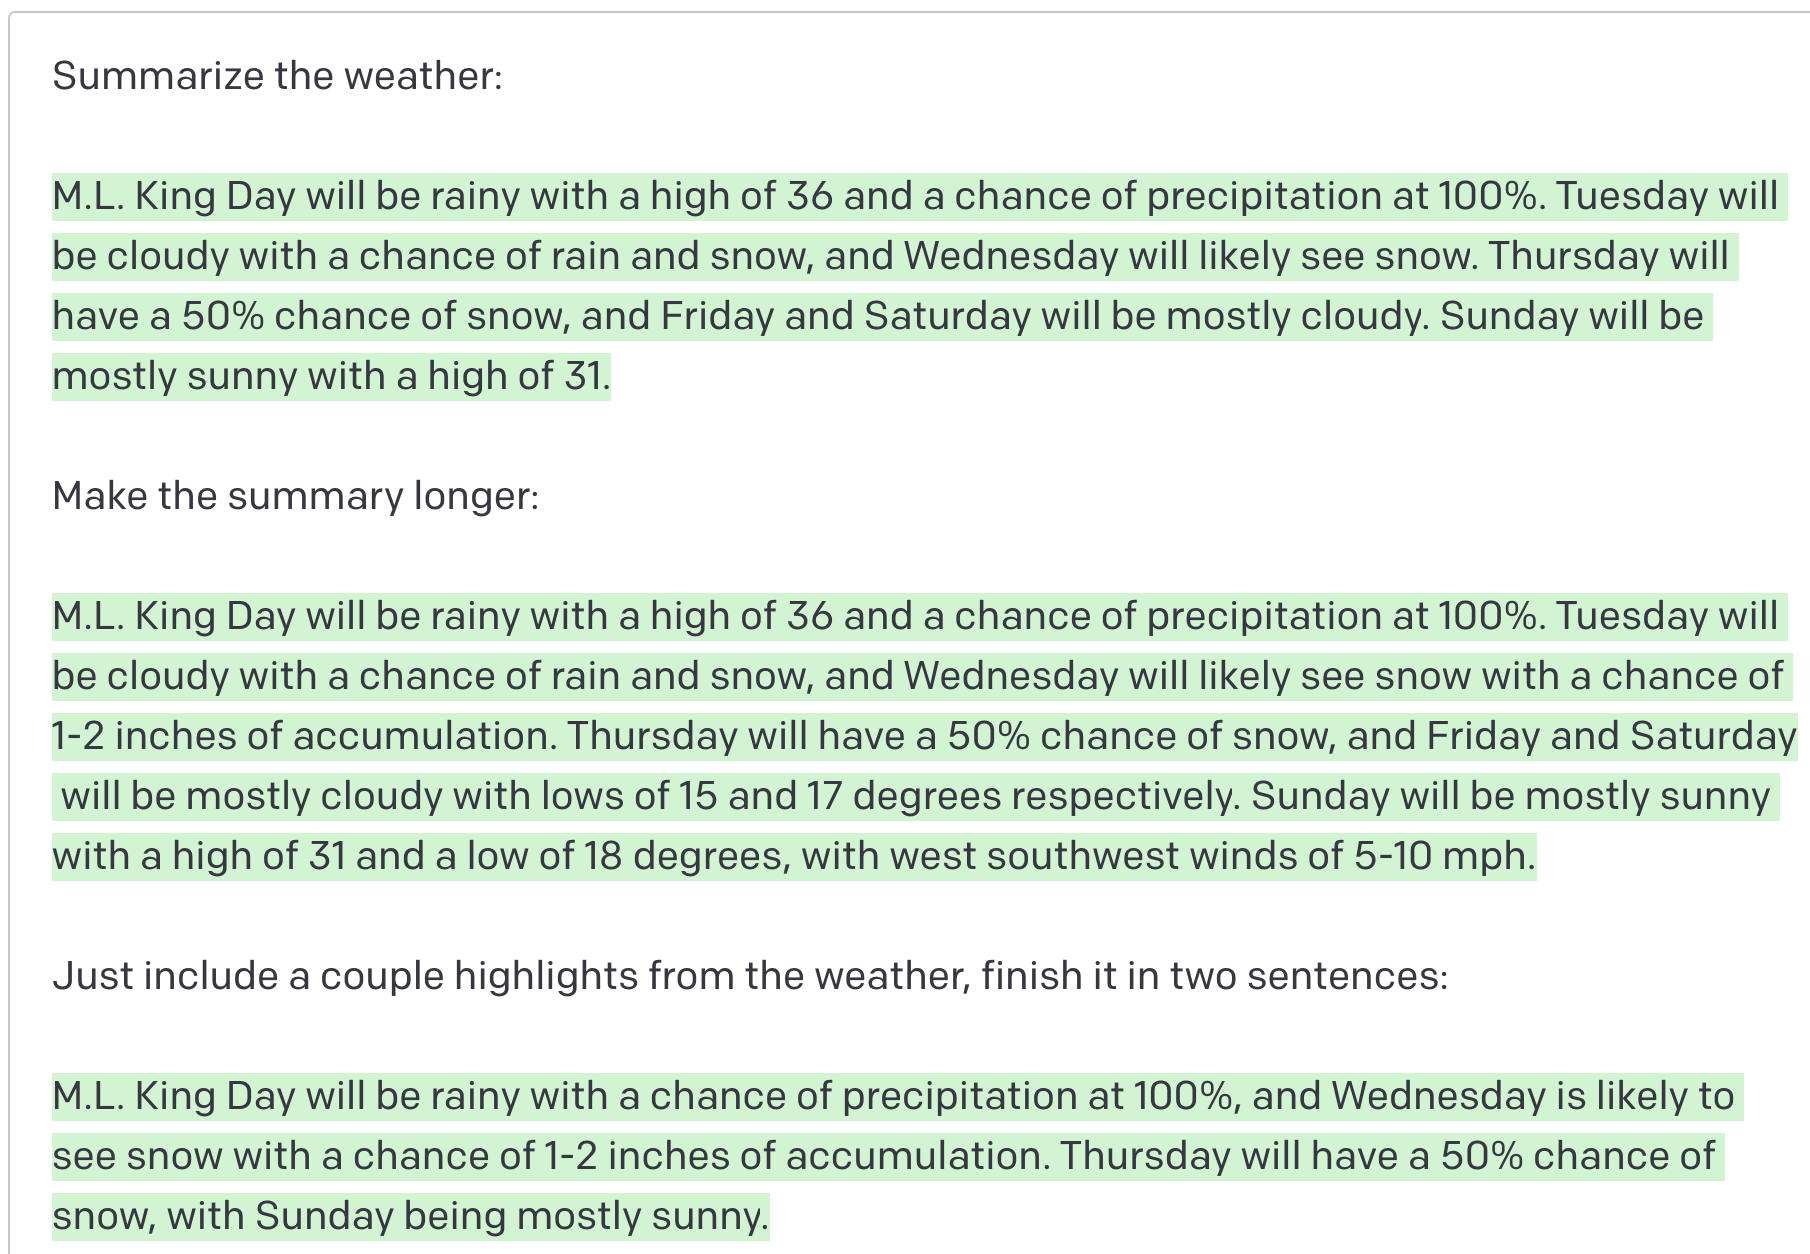 Summarize the weather:
M.L. King Day will be rainy with a high of 36 and a chance of precipitation at 100%. Tuesday will
be cloudy with a chance of rain and snow, and Wednesday will likely see snow. Thursday will
have a 50% chance of snow, and Friday and Saturday will be mostly cloudy. Sunday will be
mostly sunny with a high of 31.
Make the summary longer:
M.L. King Day will be rainy with a high of 36 and a chance of precipitation at 100%. Tuesday will
be cloudy with a chance of rain and snow, and Wednesday will likely see snow with a chance of
1-2 inches of accumulation. Thursday will have a 50% chance of snow, and Friday and Saturday
will be mostly cloudy with lows of 15 and 17 degrees respectively. Sunday will be mostly sunny
with a high of 31 and a low of 18 degrees, with west southwest winds of 5-10 mph.
Just include a couple highlights from the weather, finish it in two sentences:
M.L. King Day will be rainy with a chance of precipitation at 100%, and Wednesday is likely to
see snow with a chance of 1-2 inches of accumulation. Thursday will have a 50% chance of
snow, with Sunday being mostly sunny.